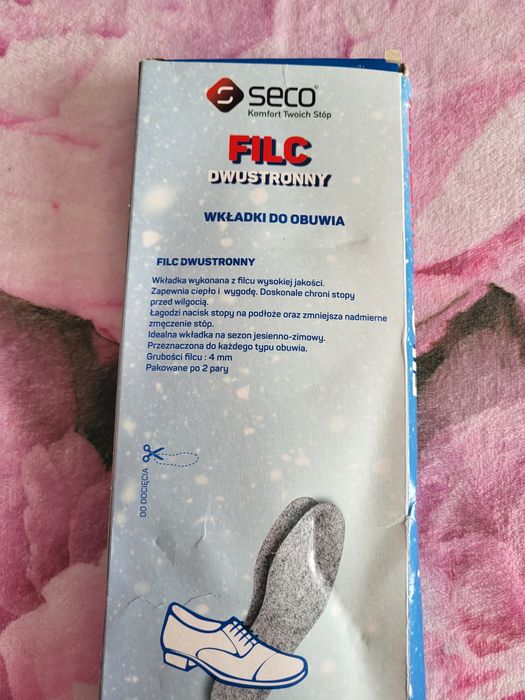 seco®
Komfort Twoich Stóp
FILC
DWUSTRONNY
WKŁADKI DO OBUWIA
FILC DWUSTRONNY
Wkładka wykonana z filcu wysokiej jakości.
Zapewnia ciepło i wygodę. Doskonale chroni stopy
przed wilgocią.
Łagodzi nacisk stopy na podłoże oraz zmniejsza nadmierne
zmęczenie stóp.
Idealna wkładka na sezon jesienno-zimowy.
Przeznaczona do każdego typu obuwia.
Grubości filcu : 4 mm
Pakowane po 2 pary
DO DOCIĘCIA